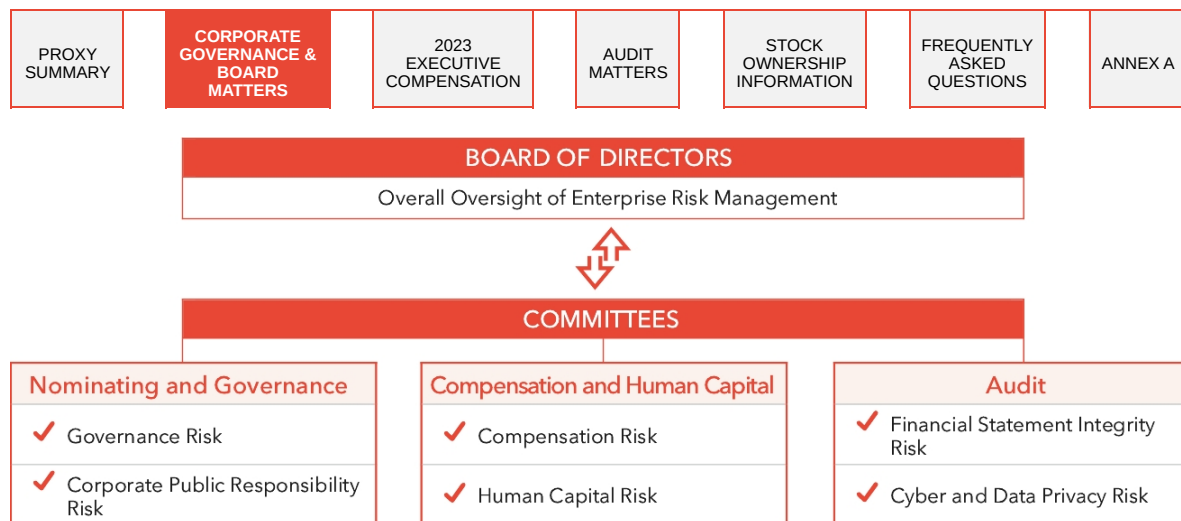 PROXY
SUMMARY
CORPORATE
GOVERNANCE &
BOARD
MATTERS
2023
EXECUTIVE
COMPENSATION
AUDIT
MATTERS
STOCK
OWNERSHIP
INFORMATION
FREQUENTLY
ASKED
QUESTIONS
ANNEX A
BOARD OF DIRECTORS
Overall Oversight of Enterprise Risk Management
COMMITTEES
Nominating and Governance
Governance Risk
Corporate Public Responsibility
Risk
Compensation and Human Capital
Compensation Risk
Human Capital Risk
Audit
Financial Statement Integrity
Risk
Cyber and Data Privacy Risk